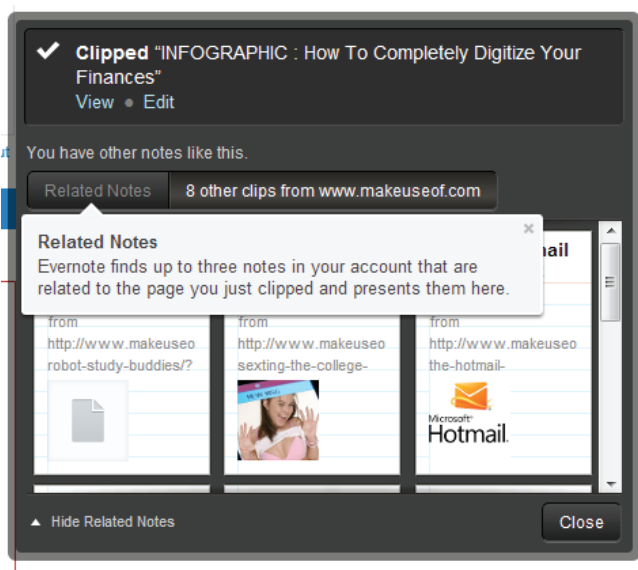 Clipped “INFOGRAPHIC : How To Completely Digitize Your
Finances”
View ● Edit
You have other notes like this.
Related Notes 8 other clips from www.makeuseof.com
Related Notes
Evernote finds up to three notes in your account that are
related to the page you just clipped and presents them here.
from
http://www.makeuseo
robot-study-buddies/?
from
http://www.makeuseo
sexting-the-college-
from
http://www.makeuseo
the-hotmail-
Microsoft
Hotmail.
Hide Related Notes
Close